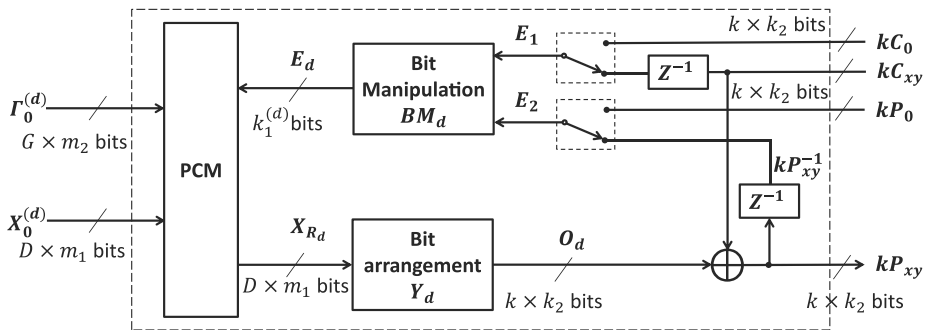 k × k₂ bits
kC₀
E₁
E_d
Bit
Manipulation
BM_d
Z⁻¹
kC_xy
k × k₂ bits
Γ₀^(d)
E₂
kP₀
G × m₂ bits
k₁^(d) bits
PCM
kP_xy⁻¹
Z⁻¹
X₀^(d)
D × m₁ bits
X_R_d
Bit
arrangement
Y_d
O_d
kP_xy
D × m₁ bits
k × k₂ bits
k × k₂ bits